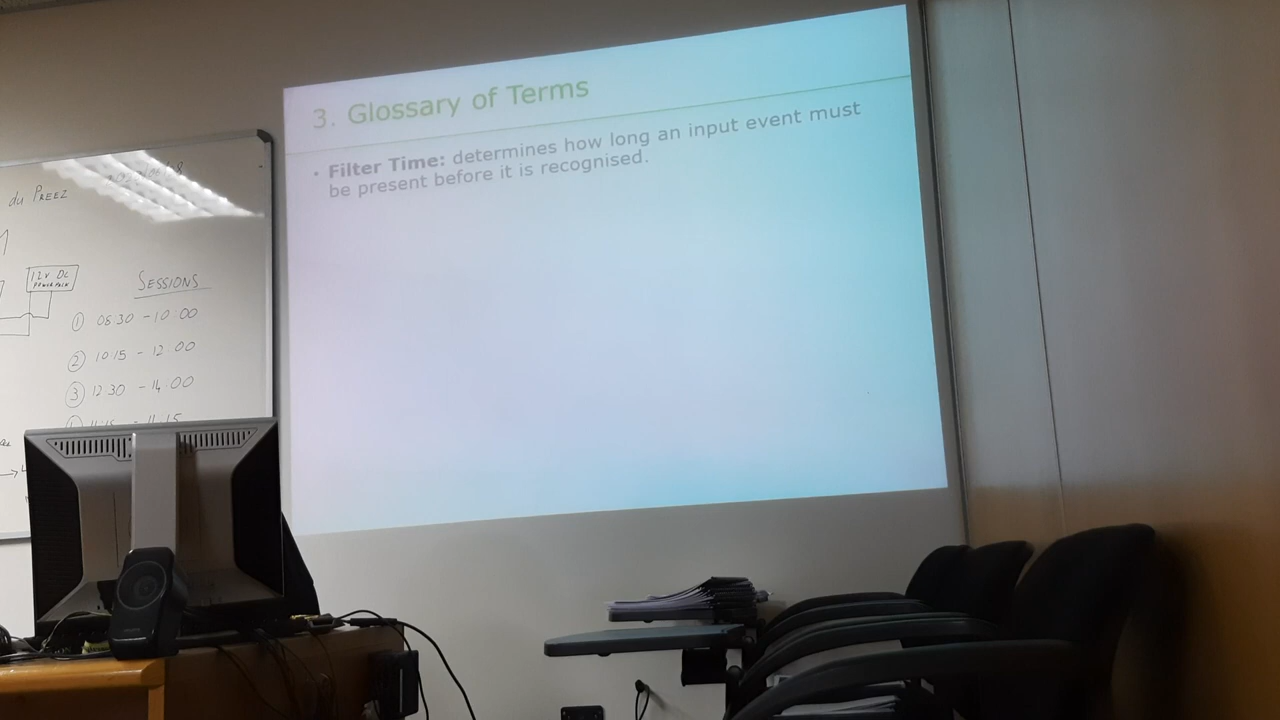 3. Glossary of Terms
• Filter Time: determines how long an input event must
be present before it is recognised.
du PREEZ
12V DC
POWER PACK
SESSIONS
① 08:30 - 10:00
② 10:15 - 12:00
③ 12:30 - 14:00